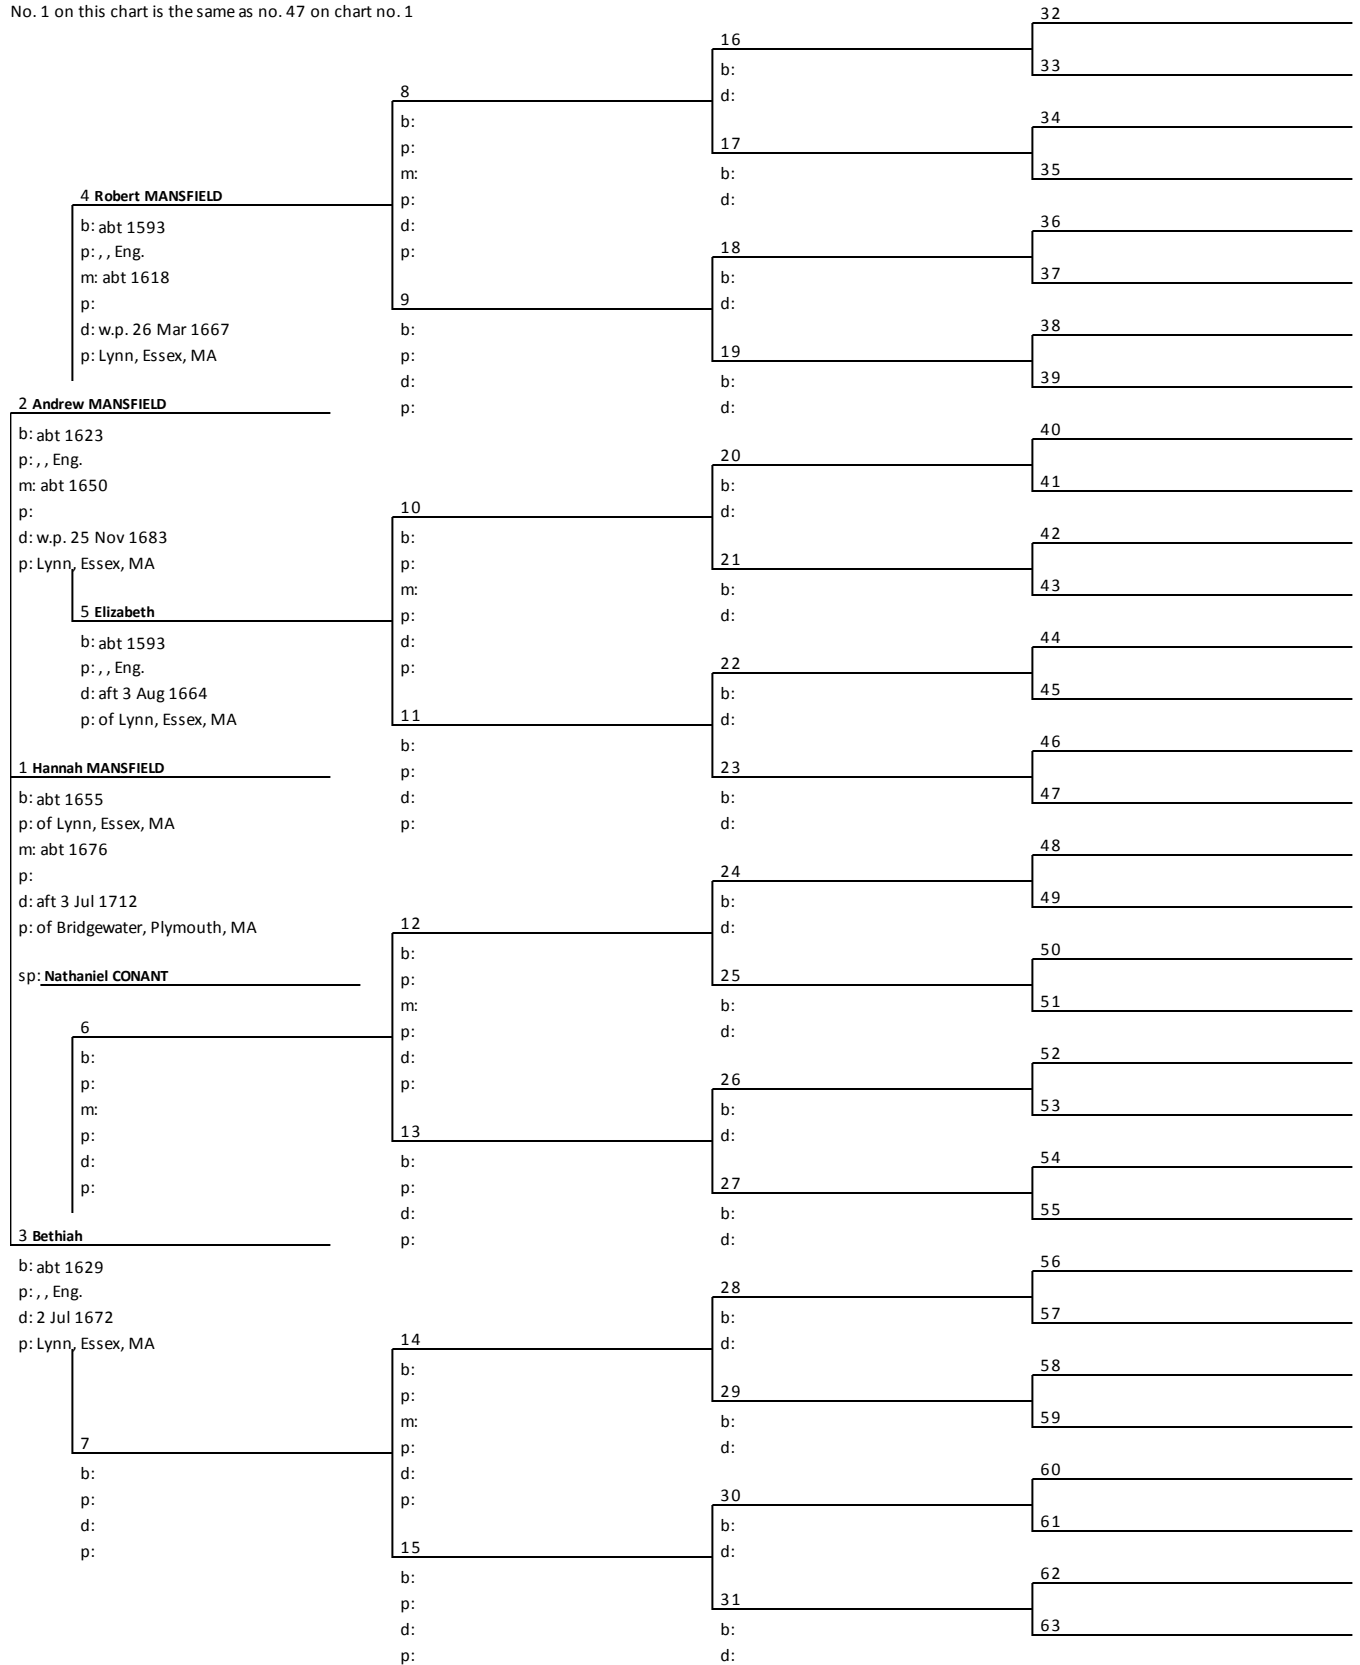 No. 1 on this chart is the same as no. 47 on chart no. 1
4 Robert MANSFIELD
b: abt 1593
p: , , Eng.
m: abt 1618
p:
d: w.p. 26 Mar 1667
p: Lynn, Essex, MA
2 Andrew MANSFIELD
b: abt 1623
p: , , Eng.
m: abt 1650
p:
d: w.p. 25 Nov 1683
p: Lynn, Essex, MA
5 Elizabeth
b: abt 1593
p: , , Eng.
d: aft 3 Aug 1664
p: of Lynn, Essex, MA
1 Hannah MANSFIELD
b: abt 1655
p: of Lynn, Essex, MA
m: abt 1676
p:
d: aft 3 Jul 1712
p: of Bridgewater, Plymouth, MA
sp: Nathaniel CONANT
6
b:
p:
m:
p:
d:
p:
3 Bethiah
b: abt 1629
p: , , Eng.
d: 2 Jul 1672
p: Lynn, Essex, MA
7
b:
p:
d:
p:
8
b:
p:
m:
p:
d:
p:
9
b:
p:
d:
p:
10
b:
p:
m:
p:
d:
p:
11
b:
p:
d:
p:
12
b:
p:
m:
p:
d:
p:
13
b:
p:
d:
p:
14
b:
p:
m:
p:
d:
p:
15
b:
p:
d:
p:
16
b:
d:
17
b:
d:
18
b:
d:
19
b:
d:
20
b:
d:
21
b:
d:
22
b:
d:
23
b:
d:
24
b:
d:
25
b:
d:
26
b:
d:
27
b:
d:
28
b:
d:
29
b:
d:
30
b:
d:
31
b:
d:
32
33
34
35
36
37
38
39
40
41
42
43
44
45
46
47
48
49
50
51
52
53
54
55
56
57
58
59
60
61
62
63